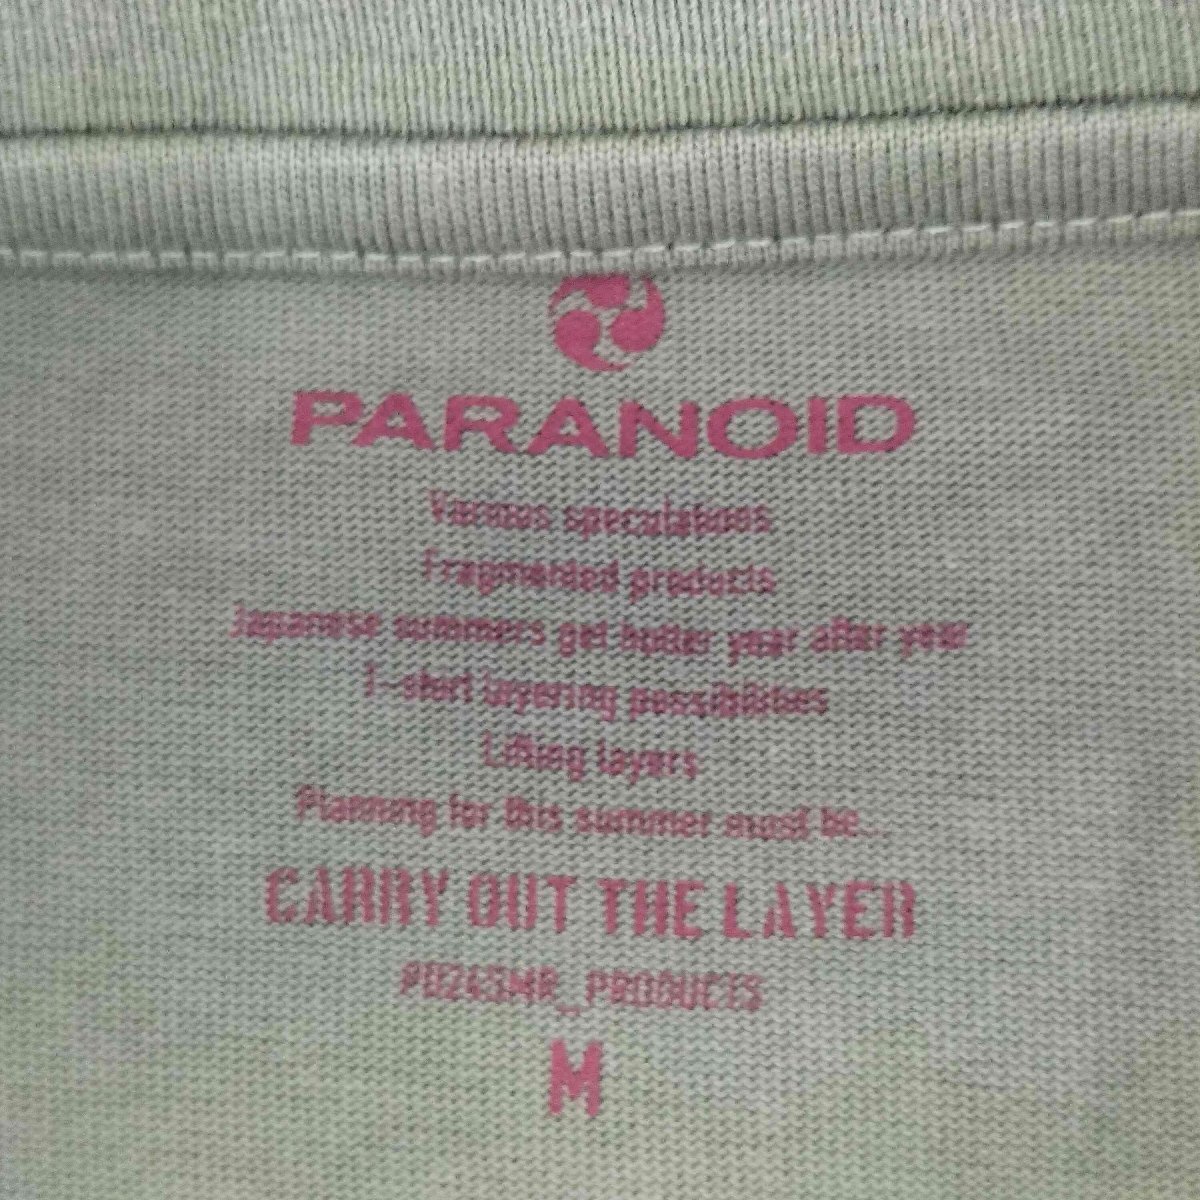 PARANOID
Various speculations
Fragmented products
Japanese summers get hotter year after year
T-shirt layering possibilities
Lifting layers
Planning for this summer must be...
CARRY OUT THE LAYER
PD24SMR_PRODUCTS
M